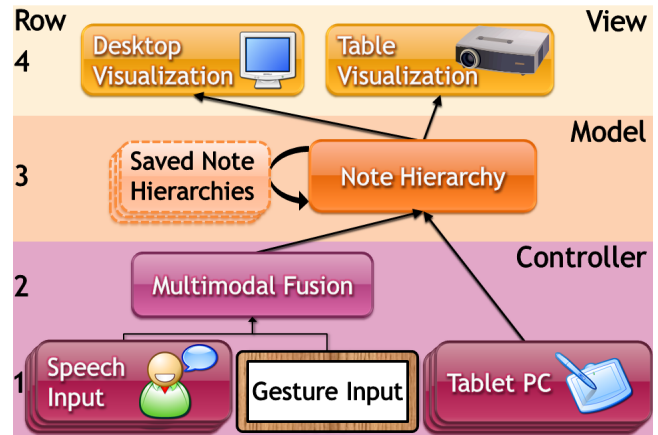 Row
View
4
Desktop
Visualization
Table
Visualization
Model
3
Saved Note
Hierarchies
Note Hierarchy
Controller
2
Multimodal Fusion
1
Speech
Input
Gesture Input
Tablet PC